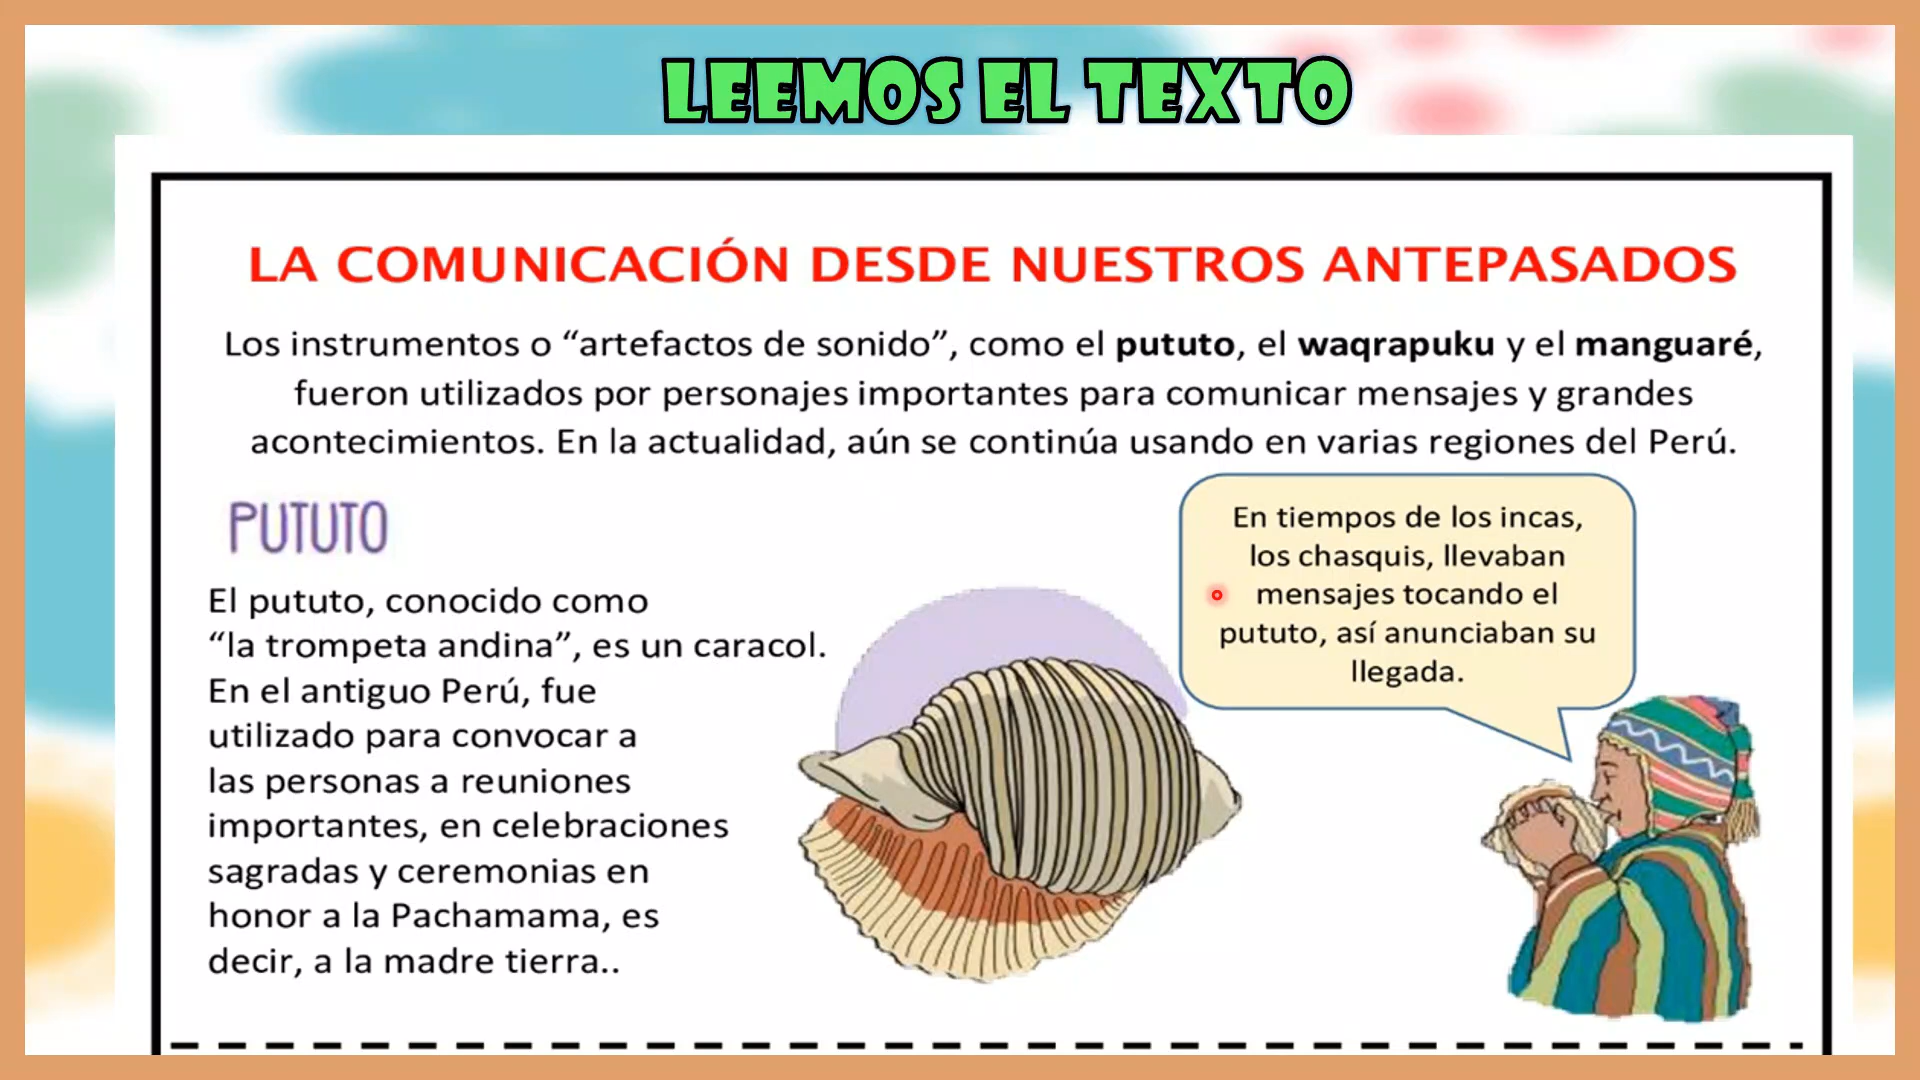 LEEMOS EL TEXTO
LA COMUNICACIÓN DESDE NUESTROS ANTEPASADOS
Los instrumentos o “artefactos de sonido”, como el pututo, el waqrapuku y el manguaré,
fueron utilizados por personajes importantes para comunicar mensajes y grandes
acontecimientos. En la actualidad, aún se continúa usando en varias regiones del Perú.
PUTUTO
El pututo, conocido como
“la trompeta andina”, es un caracol.
En el antiguo Perú, fue
utilizado para convocar a
las personas a reuniones
importantes, en celebraciones
sagradas y ceremonias en
honor a la Pachamama, es
decir, a la madre tierra..
En tiempos de los incas,
los chasquis, llevaban
mensajes tocando el
pututo, así anunciaban su
llegada.